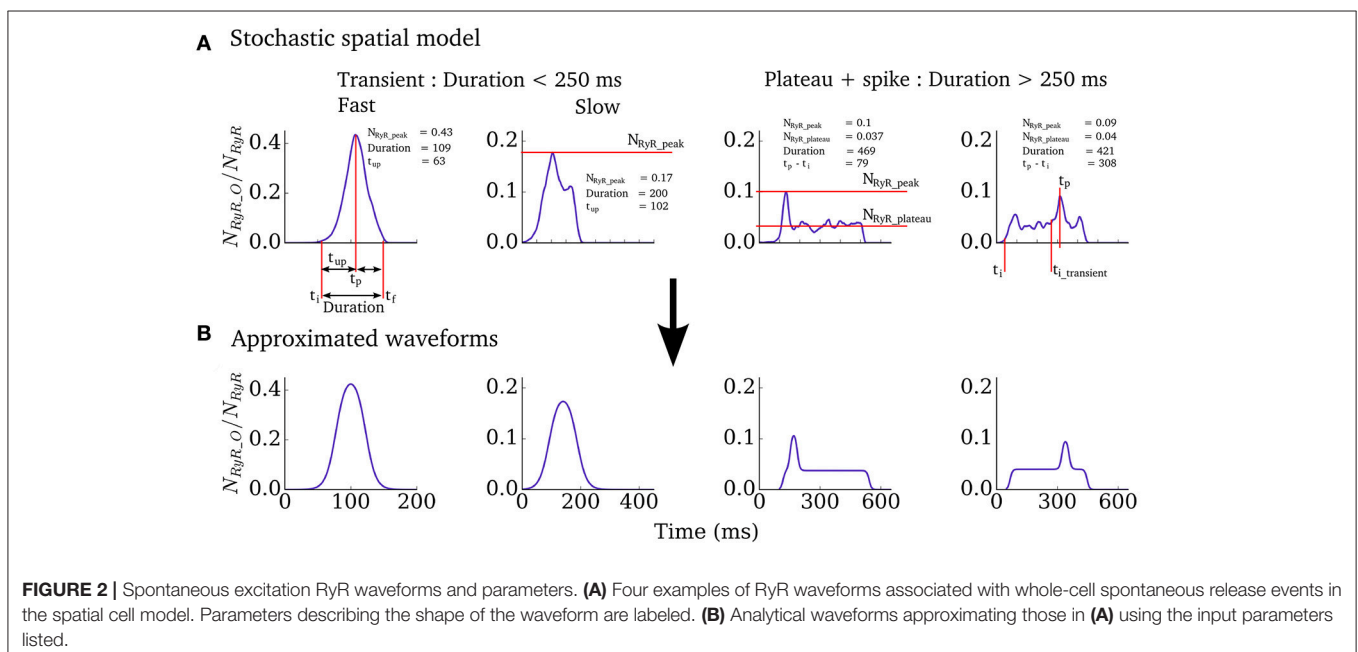 A Stochastic spatial model
Transient : Duration < 250 ms
Plateau + spike : Duration > 250 ms
Fast
Slow
N_RyR_O/N_RyR
0.4
0.2
0.0
N_RyR_peak = 0.43
Duration = 109
t_up = 63
t_up
t_p
t_i
t_f
Duration
0.2
0.1
0.0
N_RyR_peak
N_RyR_peak = 0.17
Duration = 200
t_up = 102
N_RyR_peak = 0.1
N_RyR_plateau = 0.037
Duration = 469
t_p - t_i = 79
0.2
0.1
0.0
N_RyR_peak
N_RyR_plateau
N_RyR_peak = 0.09
N_RyR_plateau = 0.04
Duration = 421
t_p - t_i = 308
0.2
0.1
0.0
t_p
t_i
t_i_transient
B Approximated waveforms
N_RyR_O/N_RyR
0.4
0.2
0.0
0 100 200
0.2
0.1
0.0
0 200 400
0.2
0.1
0.0
0 300 600
0.2
0.1
0.0
0 300 600
Time (ms)
FIGURE 2 | Spontaneous excitation RyR waveforms and parameters. (A) Four examples of RyR waveforms associated with whole-cell spontaneous release events in
the spatial cell model. Parameters describing the shape of the waveform are labeled. (B) Analytical waveforms approximating those in (A) using the input parameters
listed.